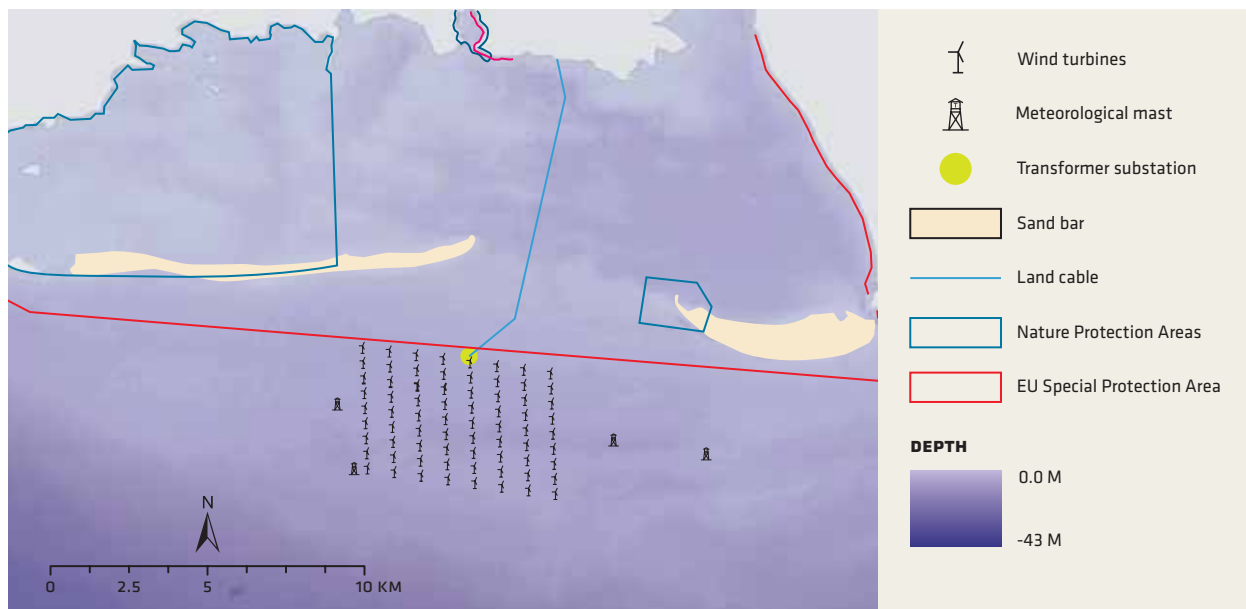 Wind turbines
Meteorological mast
Transformer substation
Sand bar
Land cable
Nature Protection Areas
EU Special Protection Area
DEPTH
0.0 M
-43 M
N
0 2.5 5 10 KM